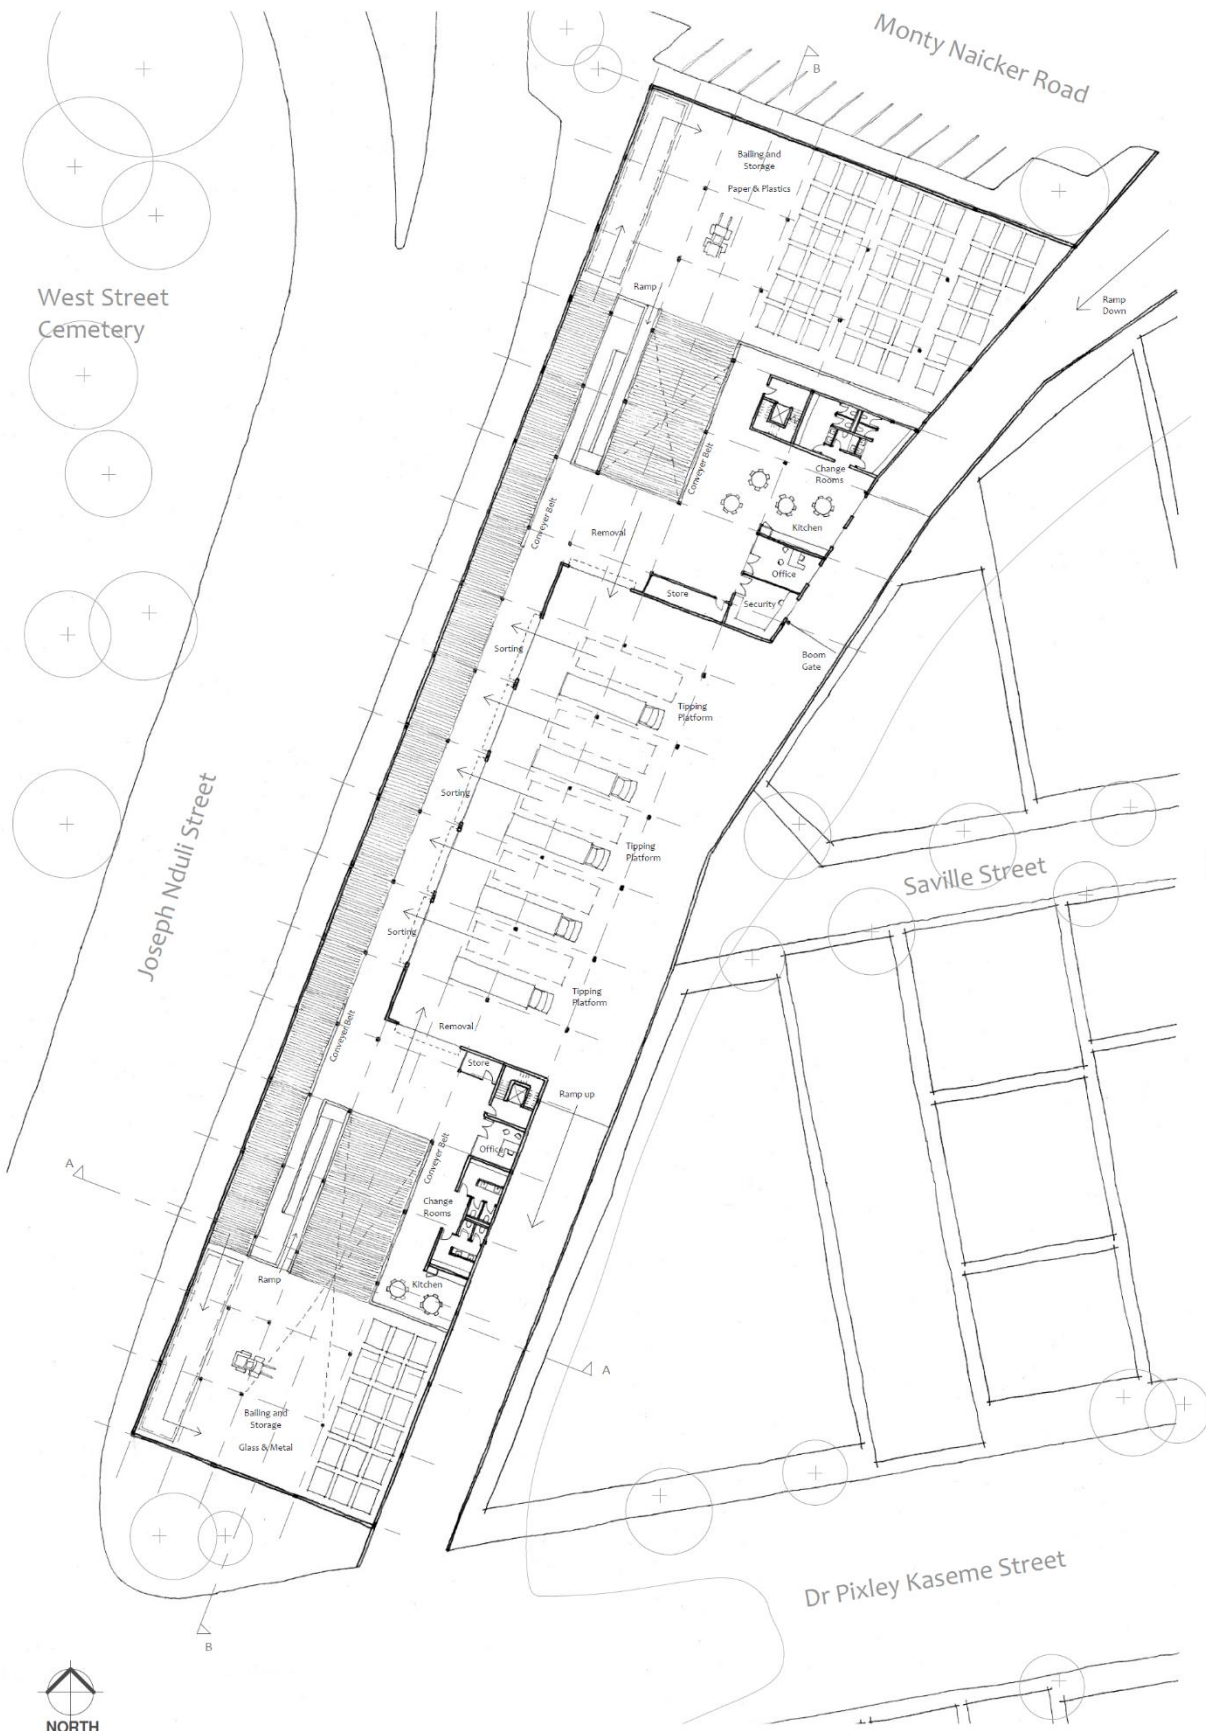 Monty Naicker Road
B
Bailing and
Storage
Paper & Plastics
West Street
Cemetery
Ramp
Ramp
Down
Conveyer Belt
Change
Rooms
Conveyer Belt
Kitchen
Removal
Office
Store
Security
Sorting
Boom
Gate
Tipping
Platform
Joseph Nduli Street
Sorting
Tipping
Platform
Saville Street
Sorting
Tipping
Platform
Conveyer Belt
Removal
Store
Ramp up
Conveyer Belt
Office
A
Change
Rooms
Ramp
Kitchen
A
Bailing and
Storage
Glass & Metal
Dr Pixley Kaseme Street
B
NORTH